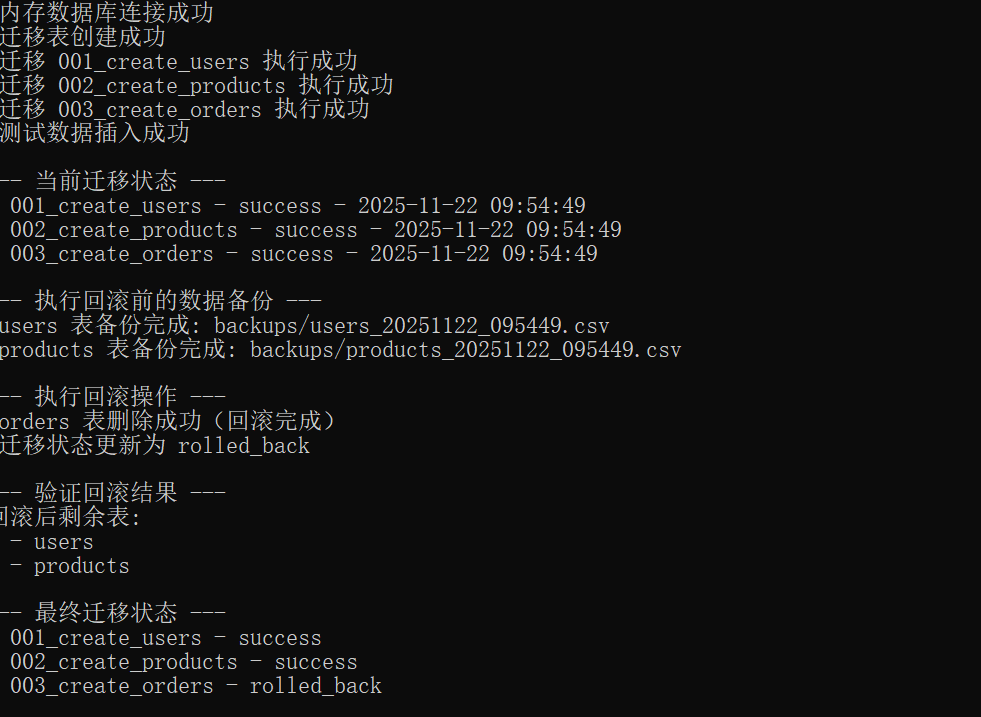 内存数据库连接成功
迁移表创建成功
迁移 001_create_users 执行成功
迁移 002_create_products 执行成功
迁移 003_create_orders 执行成功
测试数据插入成功
-- 当前迁移状态 ---
001_create_users - success - 2025-11-22 09:54:49
002_create_products - success - 2025-11-22 09:54:49
003_create_orders - success - 2025-11-22 09:54:49
-- 执行回滚前的数据备份 ---
users 表备份完成: backups/users_20251122_095449.csv
products 表备份完成: backups/products_20251122_095449.csv
-- 执行回滚操作 ---
orders 表删除成功（回滚完成）
迁移状态更新为 rolled_back
-- 验证回滚结果 ---
回滚后剩余表:
- users
- products
-- 最终迁移状态 ---
001_create_users - success
002_create_products - success
003_create_orders - rolled_back